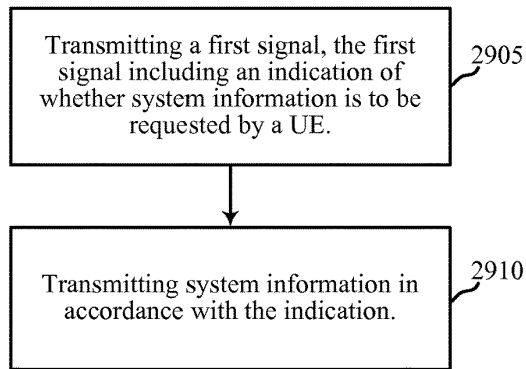 Transmitting a first signal, the first
signal including an indication of
whether system information is to be
requested by a UE.
2905
Transmitting system information in
accordance with the indication.
2910